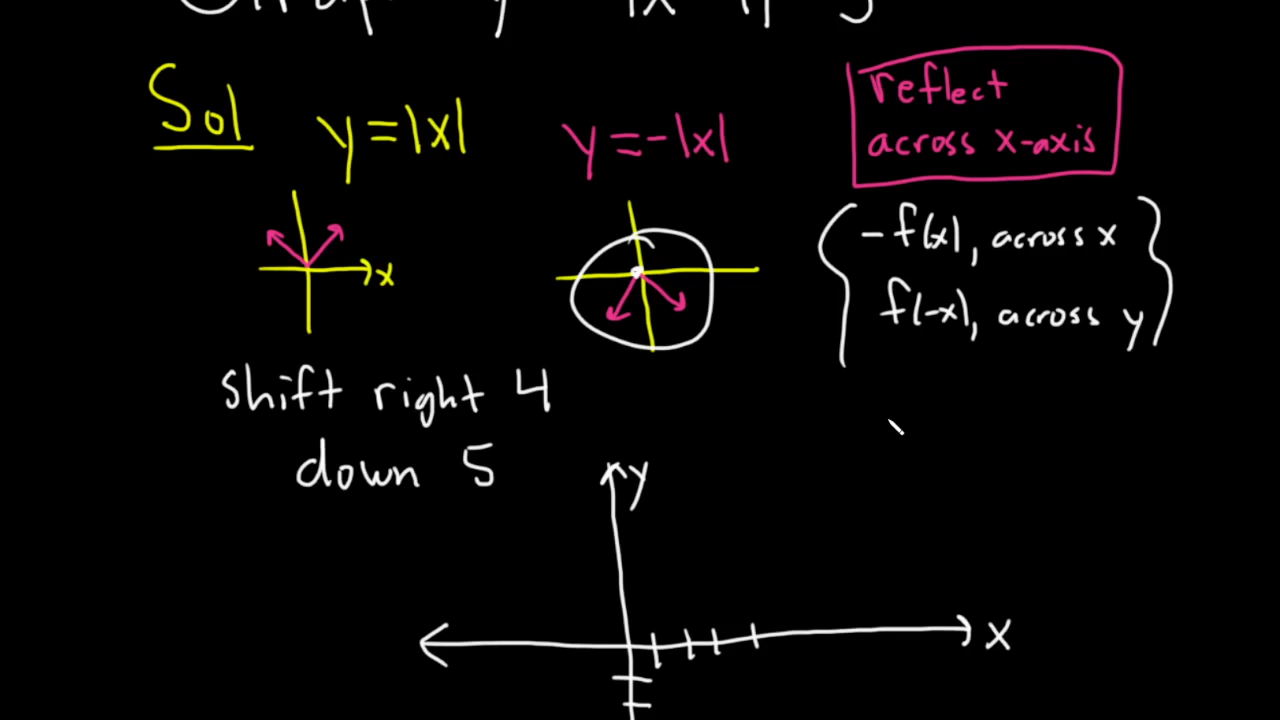 Sol y=|x| y=-|x|
reflect
across x-axis
-f(x), across x
f(-x), across y
x
shift right 4
down 5
y
x